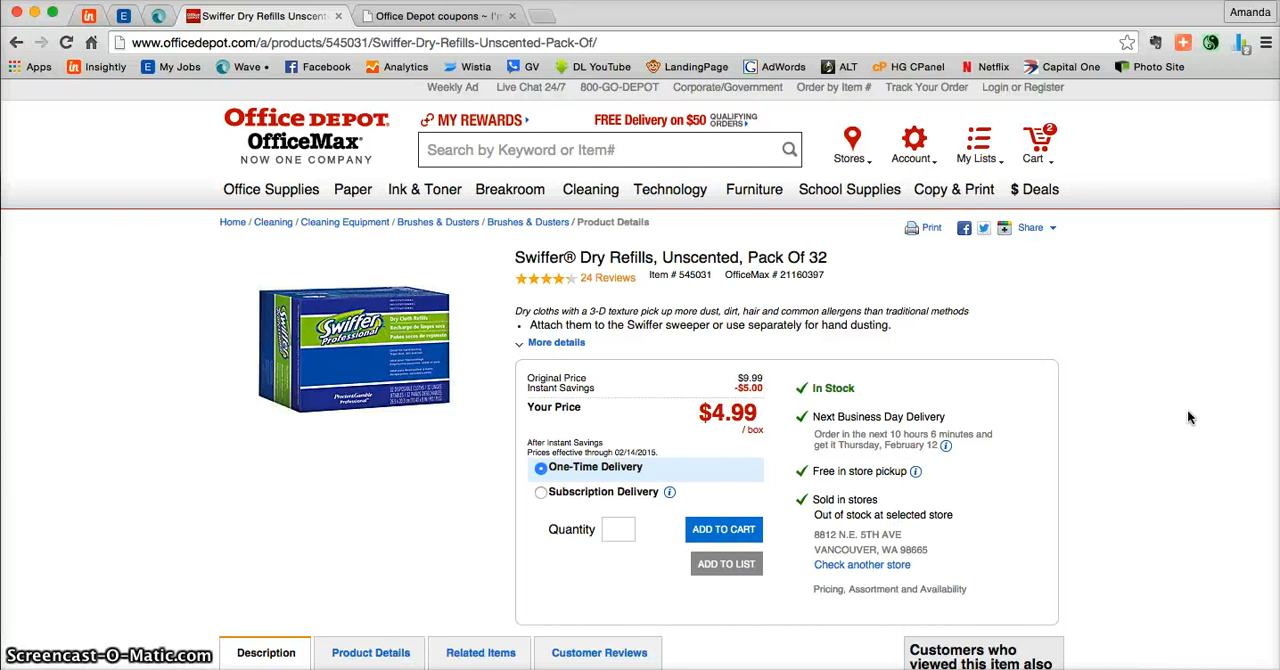 Swiffer Dry Refills Unscent
Office Depot coupons ~ I'm
Amanda
www.officedepot.com/a/products/545031/Swiffer-Dry-Refills-Unscented-Pack-Of/
Apps Insightly My Jobs Wave • Facebook Analytics Wistia GV DL YouTube LandingPage AdWords ALT HG CPanel Netflix Capital One Photo Site
Weekly Ad Live Chat 24/7 800-GO-DEPOT Corporate/Government Order by Item # Track Your Order Login or Register
Office DEPOT.
OfficeMax
NOW ONE COMPANY
MY REWARDS
FREE Delivery on $50 QUALIFYING ORDERS
Search by Keyword or Item#
Stores Account My Lists Cart 2
Office Supplies Paper Ink & Toner Breakroom Cleaning Technology Furniture School Supplies Copy & Print $ Deals
Home / Cleaning / Cleaning Equipment / Brushes & Dusters / Brushes & Dusters / Product Details
Print Share
Swiffer® Dry Refills, Unscented, Pack Of 32
24 Reviews Item # 545031 OfficeMax # 21160397
Dry cloths with a 3-D texture pick up more dust, dirt, hair and common allergens than traditional methods
• Attach them to the Swiffer sweeper or use separately for hand dusting.
More details
Swiffer
Professional
Dry Cloth Refills
Procter&Gamble
Professional
Original Price $9.99
Instant Savings -$5.00
Your Price $4.99
/ box
After Instant Savings
Prices effective through 02/14/2015.
One-Time Delivery
Subscription Delivery
Quantity ADD TO CART
ADD TO LIST
In Stock
Next Business Day Delivery
Order in the next 10 hours 6 minutes and
get it Thursday, February 12
Free in store pickup
Sold in stores
Out of stock at selected store
8812 N.E. 5TH AVE
VANCOUVER, WA 98665
Check another store
Pricing, Assortment and Availability
Description Product Details Related Items Customer Reviews
Customers who
viewed this item also
Screencast-O-Matic.com